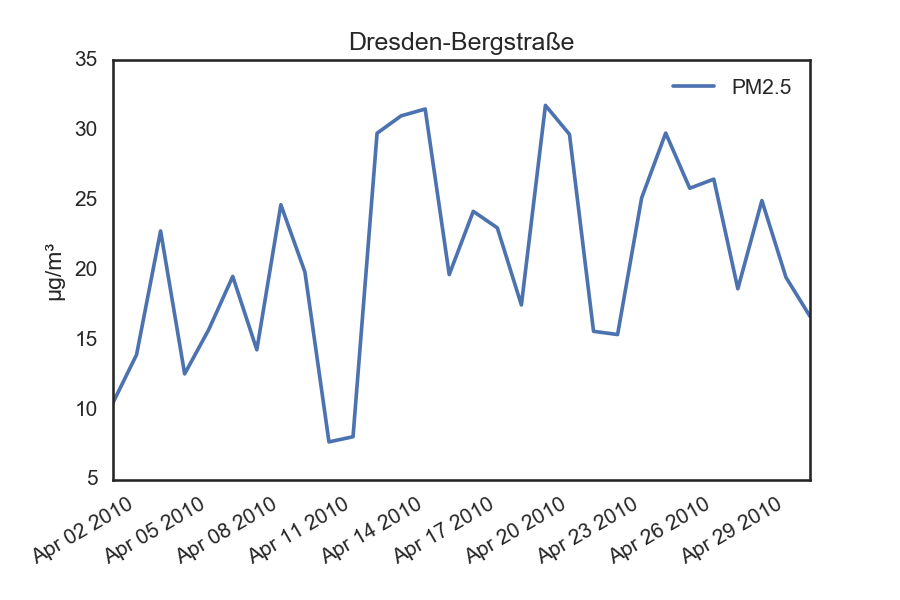 Dresden-Bergstraße
PM2.5
µg/m³
35
30
25
20
15
10
5
Apr 02 2010
Apr 05 2010
Apr 08 2010
Apr 11 2010
Apr 14 2010
Apr 17 2010
Apr 20 2010
Apr 23 2010
Apr 26 2010
Apr 29 2010